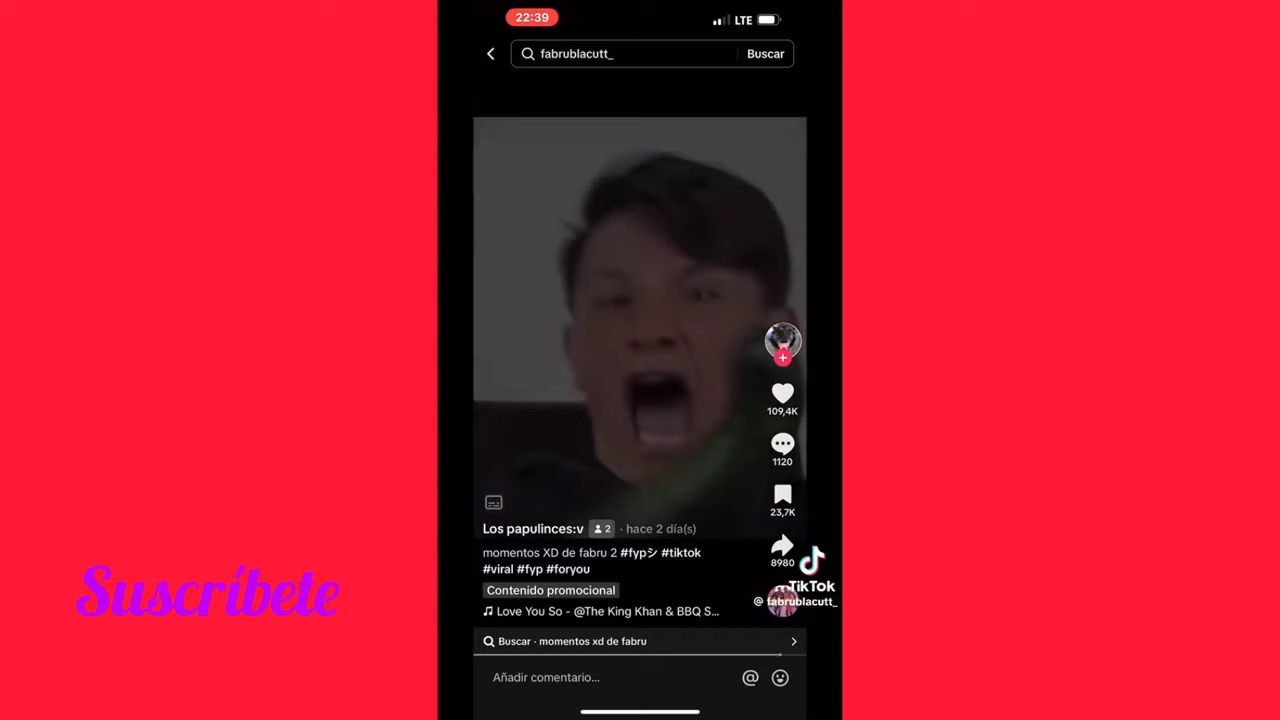 22:39
LTE
fabrublacutt_
Buscar
109,4K
1120
23,7K
8980
Los papulinces:v 2 · hace 2 día(s)
momentos XD de fabru 2 #fypシ #tiktok
#viral #fyp #foryou
Contenido promocional
Love You So - @The King Khan & BBQ S...
TikTok
@ fabrublacutt_
Suscríbete
Buscar · momentos xd de fabru
Añadir comentario...